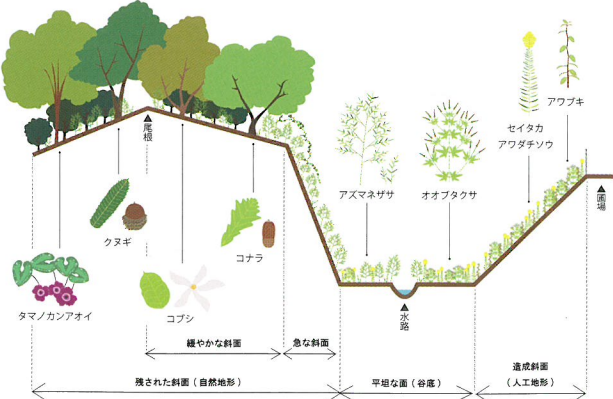 アワブキ
セイタカ
アワダチソウ
▲尾根
アズマネザサ
オオブタクサ
▲圃場
クヌギ
コナラ
タマノカンアオイ
コブシ
▲水路
緩やかな斜面
急な斜面
残された斜面(自然地形)
平坦な面(谷底)
造成斜面
(人工地形)